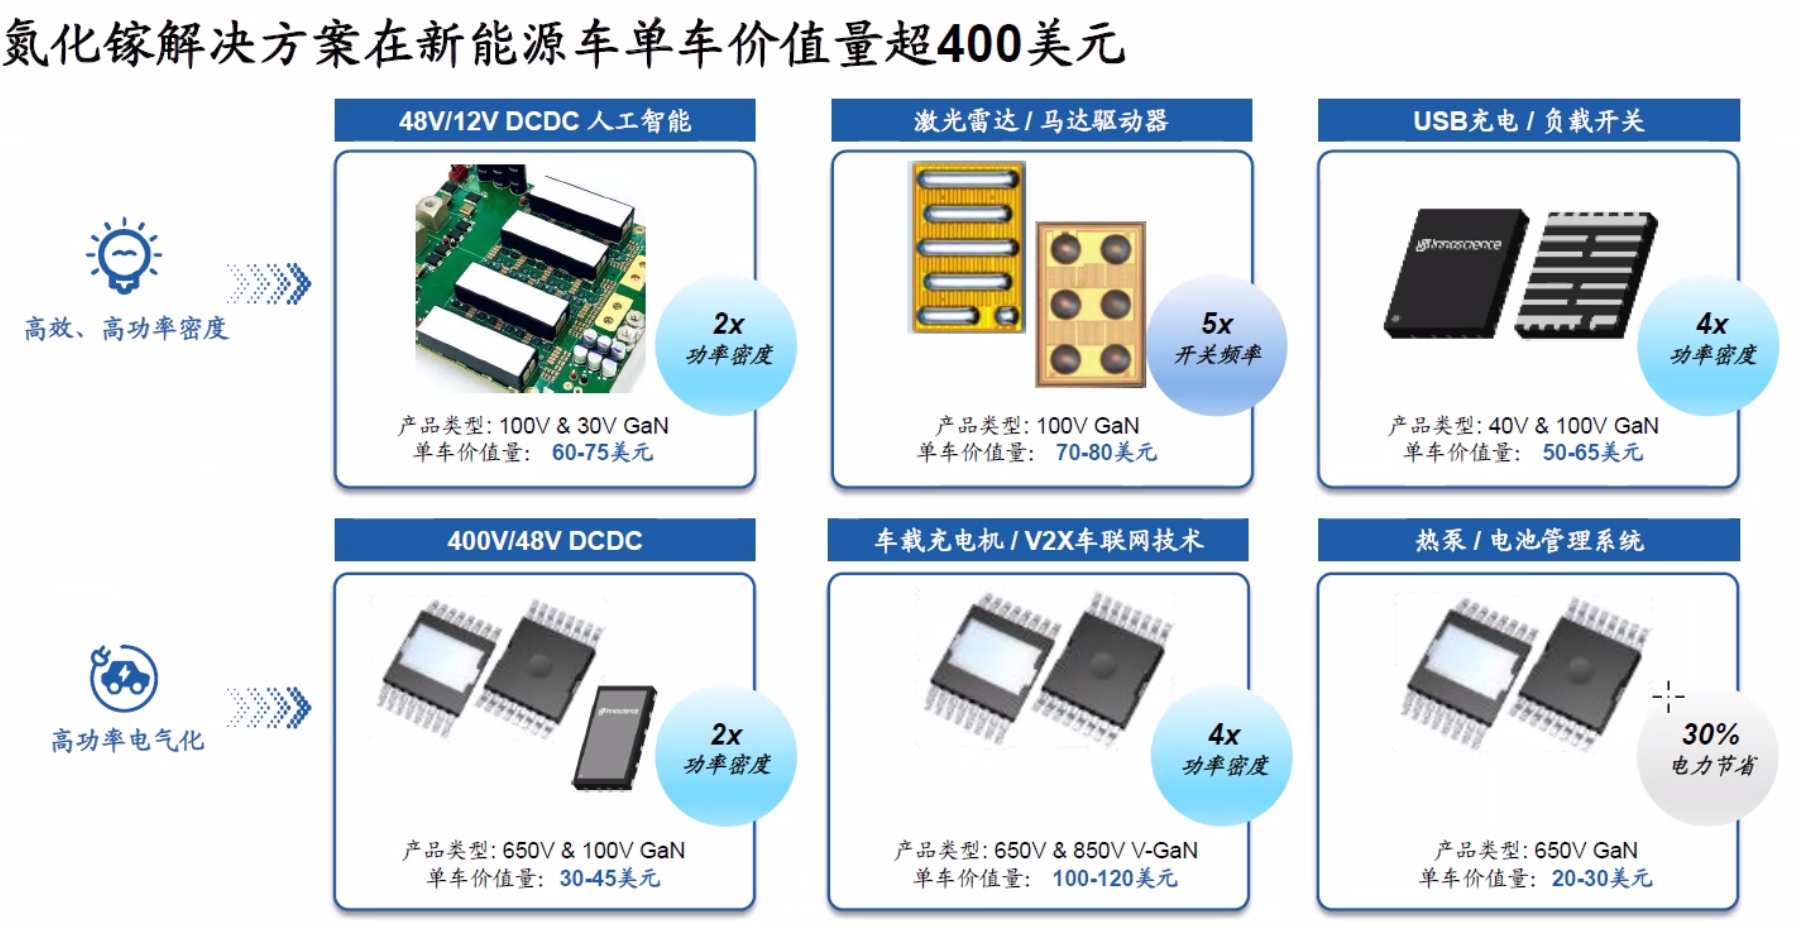 氮化镓解决方案在新能源车单车价值量超400美元
48V/12V DCDC 人工智能
激光雷达 / 马达驱动器
USB充电 / 负载开关
高效、高功率密度
2x
功率密度
5x
开关频率
Innoscience
4x
功率密度
产品类型: 100V & 30V GaN
单车价值量: 60-75美元
产品类型: 100V GaN
单车价值量: 70-80美元
产品类型: 40V & 100V GaN
单车价值量: 50-65美元
400V/48V DCDC
车载充电机 / V2X车联网技术
热泵 / 电池管理系统
高功率电气化
Innoscience
2x
功率密度
4x
功率密度
30%
电力节省
产品类型: 650V & 100V GaN
单车价值量: 30-45美元
产品类型: 650V & 850V V-GaN
单车价值量: 100-120美元
产品类型: 650V GaN
单车价值量: 20-30美元